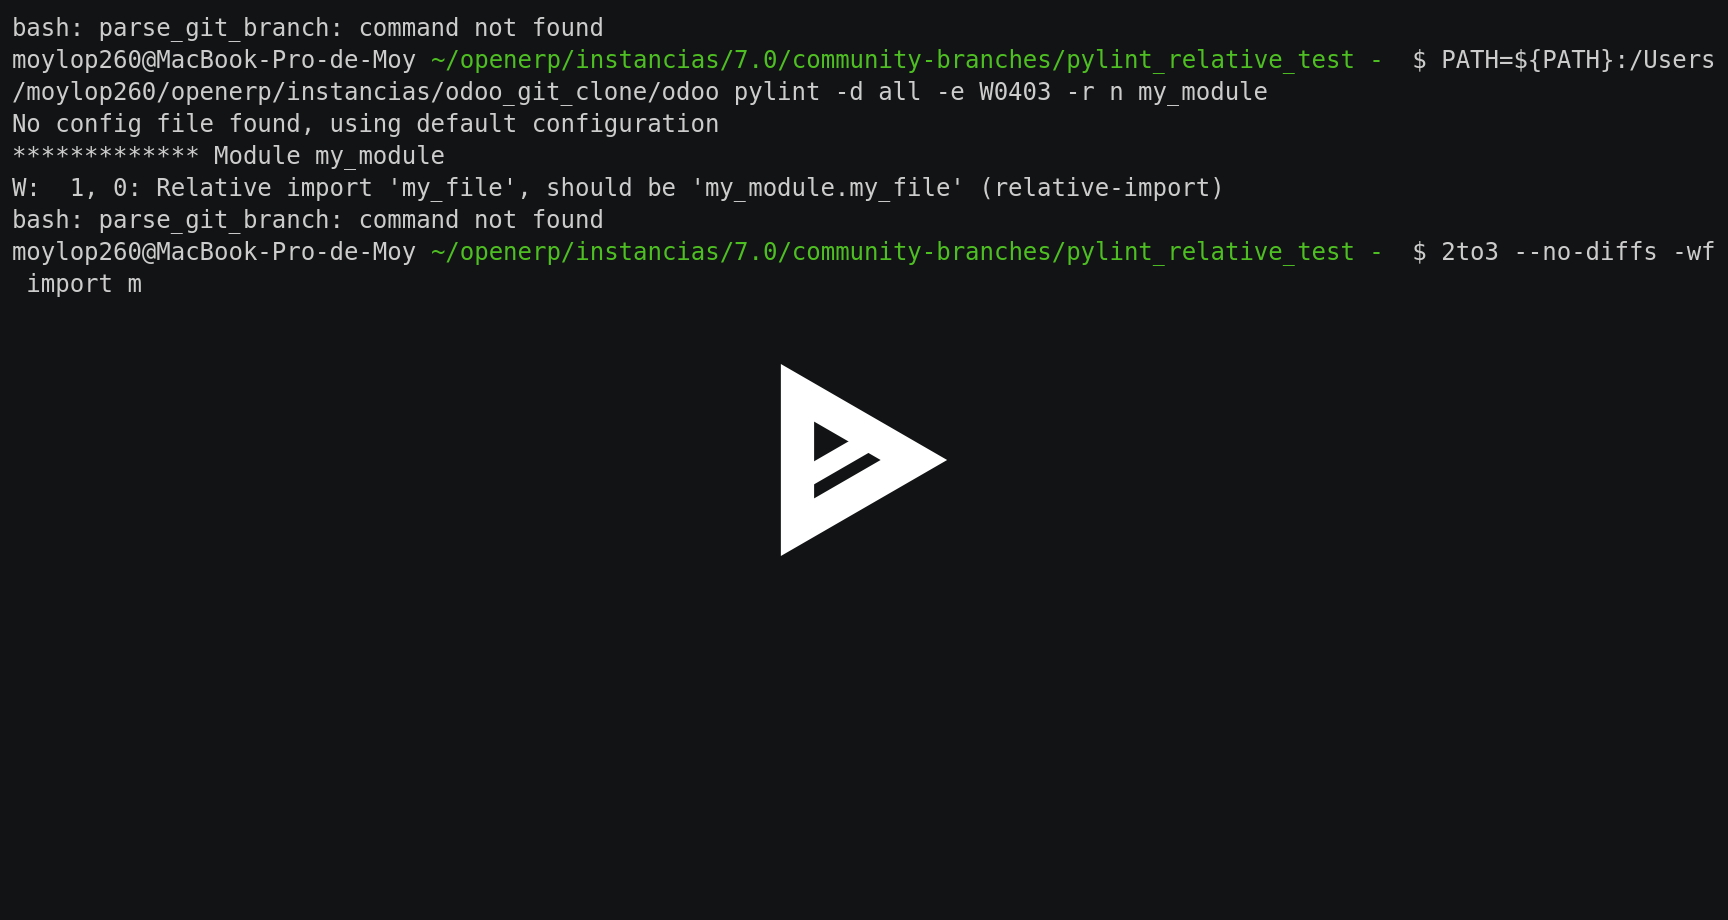 bash: parse_git_branch: command not found
moylop260@MacBook-Pro-de-Moy ~/openerp/instancias/7.0/community-branches/pylint_relative_test -  $ PATH=${PATH}:/Users
/moylop260/openerp/instancias/odoo_git_clone/odoo pylint -d all -e W0403 -r n my_module
No config file found, using default configuration
************* Module my_module
W:  1, 0: Relative import 'my_file', should be 'my_module.my_file' (relative-import)
bash: parse_git_branch: command not found
moylop260@MacBook-Pro-de-Moy ~/openerp/instancias/7.0/community-branches/pylint_relative_test -  $ 2to3 --no-diffs -wf
 import m